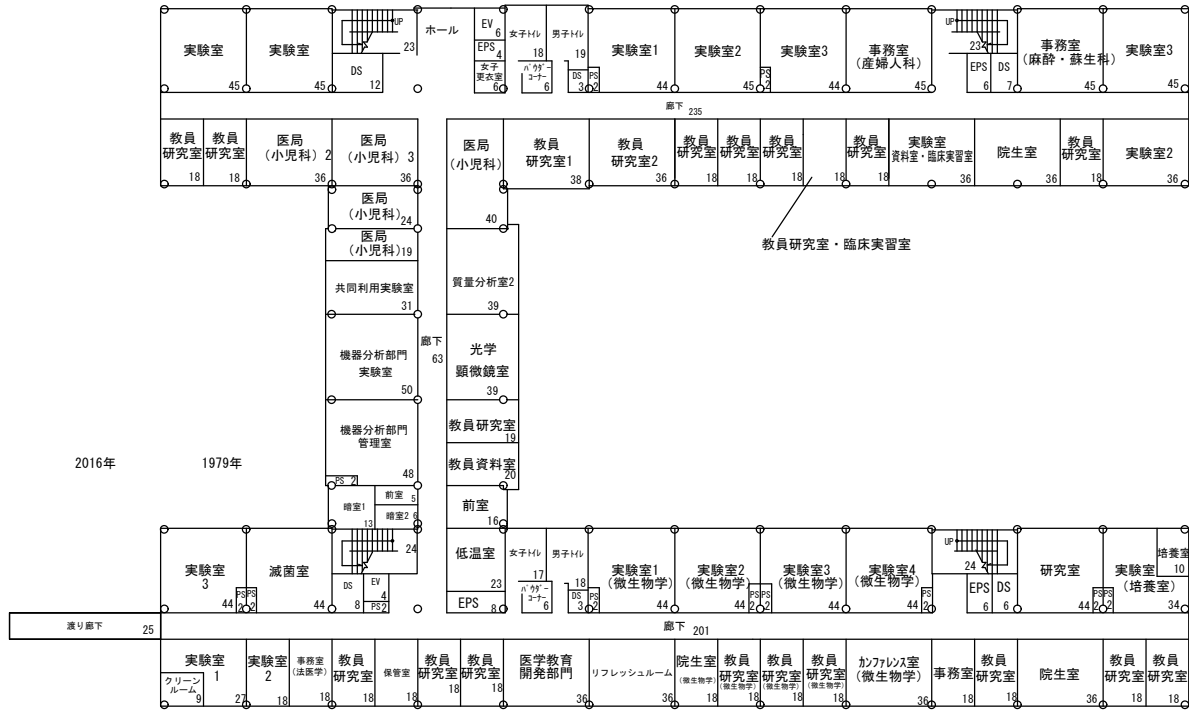 実験室
45
実験室
45
UP
23
DS
12
ホール
EV
6
EPS
4
女子
更衣室
6
女子トイレ
18
パウダー
コーナー
6
男子トイレ
19
DS
3
PS
2
実験室1
44
実験室2
45
PS
2
実験室3
44
事務室
(産婦人科)
45
UP
23
EPS
6
DS
7
事務室
(麻酔・蘇生科)
45
実験室3
45
廊下
235
教員
研究室
18
教員
研究室
18
医局
(小児科) 2
36
医局
(小児科) 3
36
医局
(小児科)
40
教員
研究室1
38
教員
研究室2
36
教員
研究室
18
教員
研究室
18
教員
研究室
18
18
教員研究室・臨床実習室
教員
研究室
18
実験室
資料室・臨床実習室
36
院生室
36
教員
研究室
18
実験室2
36
医局
(小児科)
24
医局
(小児科)
19
共同利用実験室
31
質量分析室2
39
廊下
63
機器分析部門
実験室
50
光学
顕微鏡室
39
機器分析部門
管理室
48
PS 2
教員研究室
19
教員資料室
20
2016年
1979年
暗室1
13
前室
5
暗室2 6
前室
16
実験室
3
44
PS
2
PS
2
滅菌室
44
24
DS
8
EV
4
PS 2
低温室
23
EPS
8
女子トイレ
17
パウダー
コーナー
6
男子トイレ
18
DS
3
PS
2
実験室1
(微生物学)
44
実験室2
(微生物学)
44
PS
2
PS
2
実験室3
(微生物学)
44
実験室4
(微生物学)
44
PS
2
UP
24
EPS
6
DS
6
研究室
44
PS
2
PS
2
実験室
(培養室)
34
培養室
10
渡り廊下
25
廊下
201
実験室
1
27
クリーン
ルーム
9
実験室
2
18
事務室
(法医学)
18
教員
研究室
18
保管室
18
教員
研究室
18
教員
研究室
18
医学教育
開発部門
36
リフレッシュルーム
36
院生室
(微生物学)
18
教員
研究室
(微生物学)
18
教員
研究室
(微生物学)
18
教員
研究室
(微生物学)
18
カンファレンス室
(微生物学)
36
事務室
18
教員
研究室
18
院生室
36
教員
研究室
18
教員
研究室
18